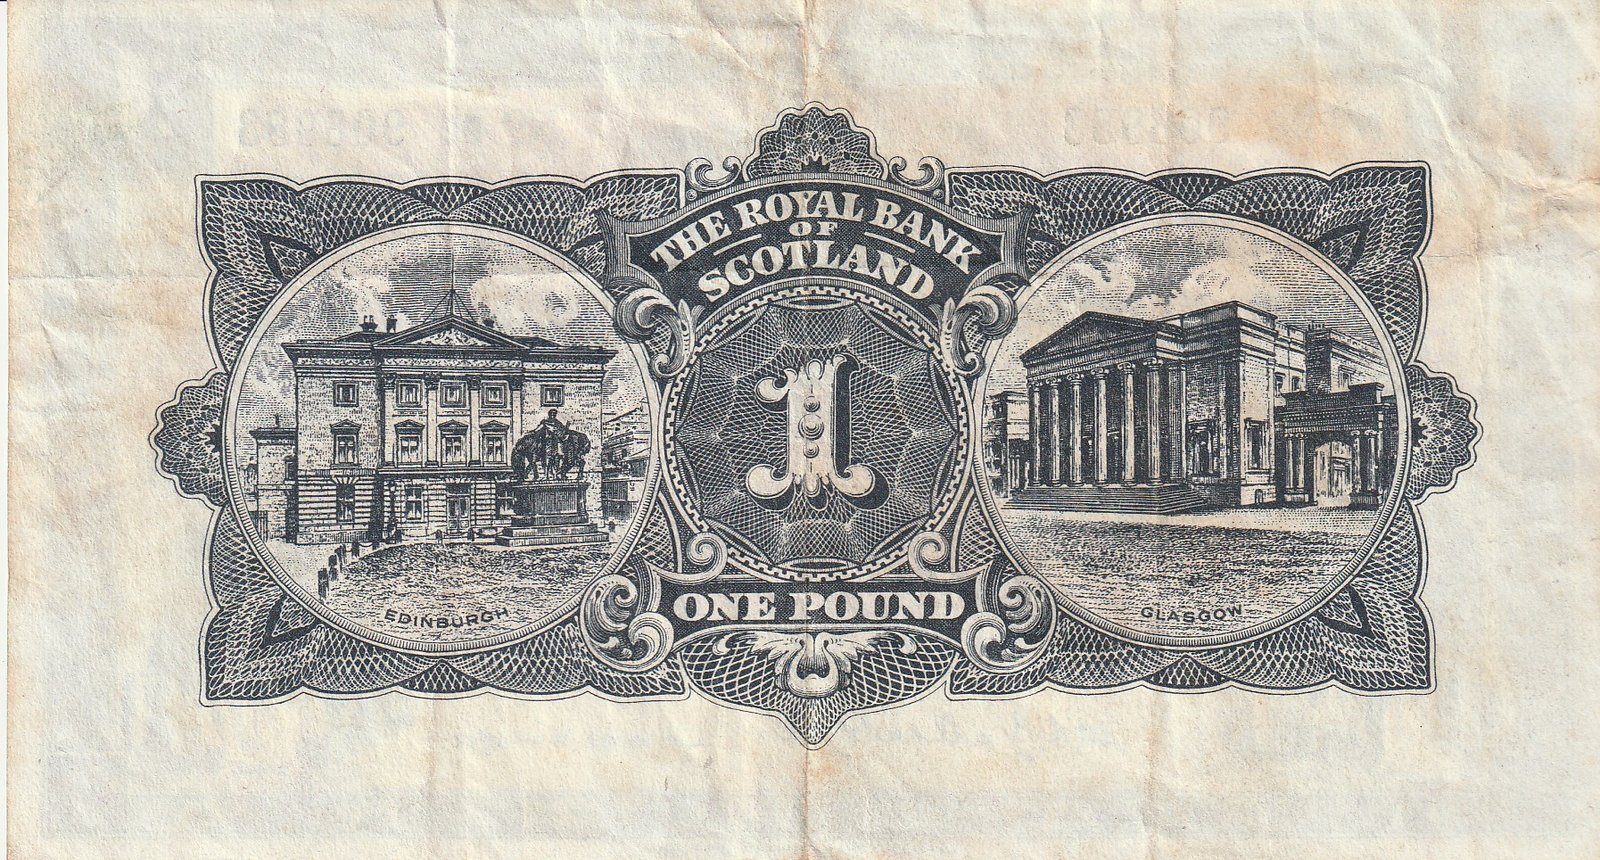 THE ROYAL BANK
OF
SCOTLAND
1
ONE POUND
EDINBURGH
GLASGOW